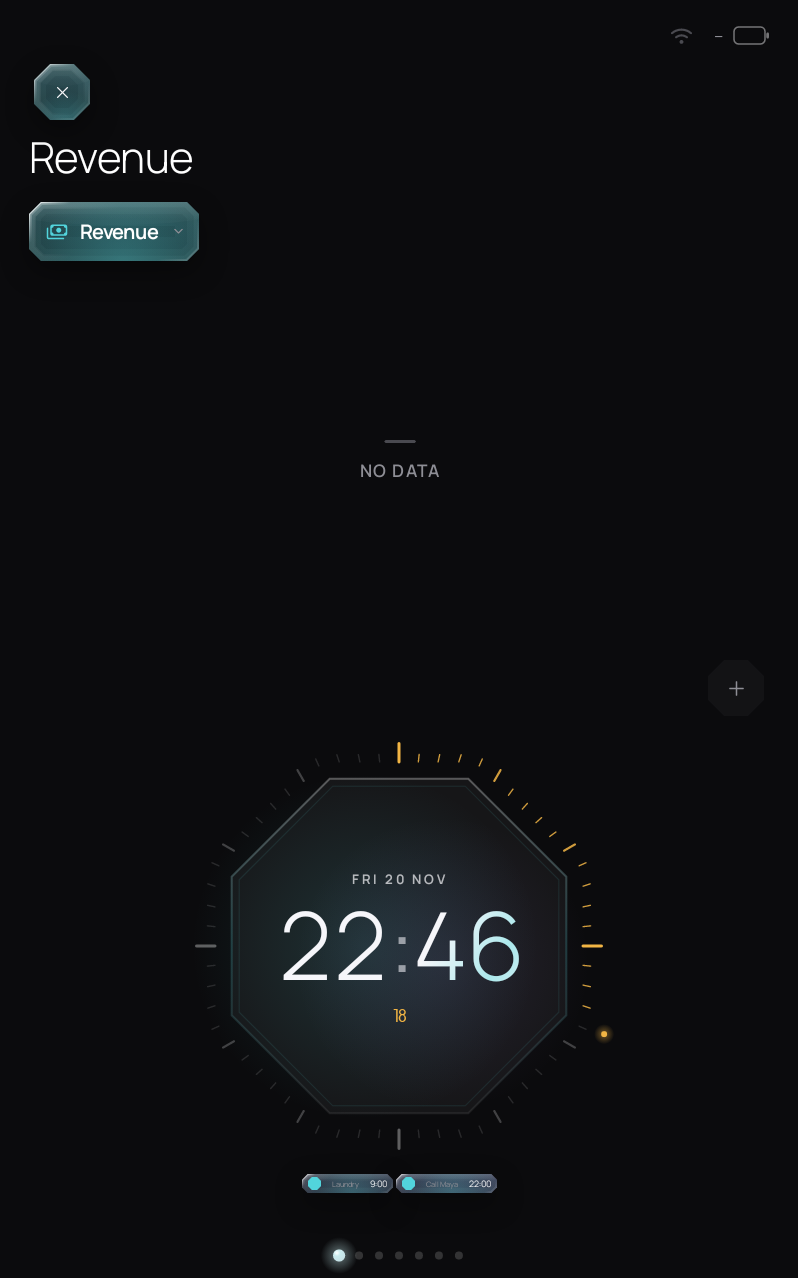 Revenue
Revenue
NO DATA
FRI 20 NOV
22:46
18
Laundry 9:00 Call Maya 22:00